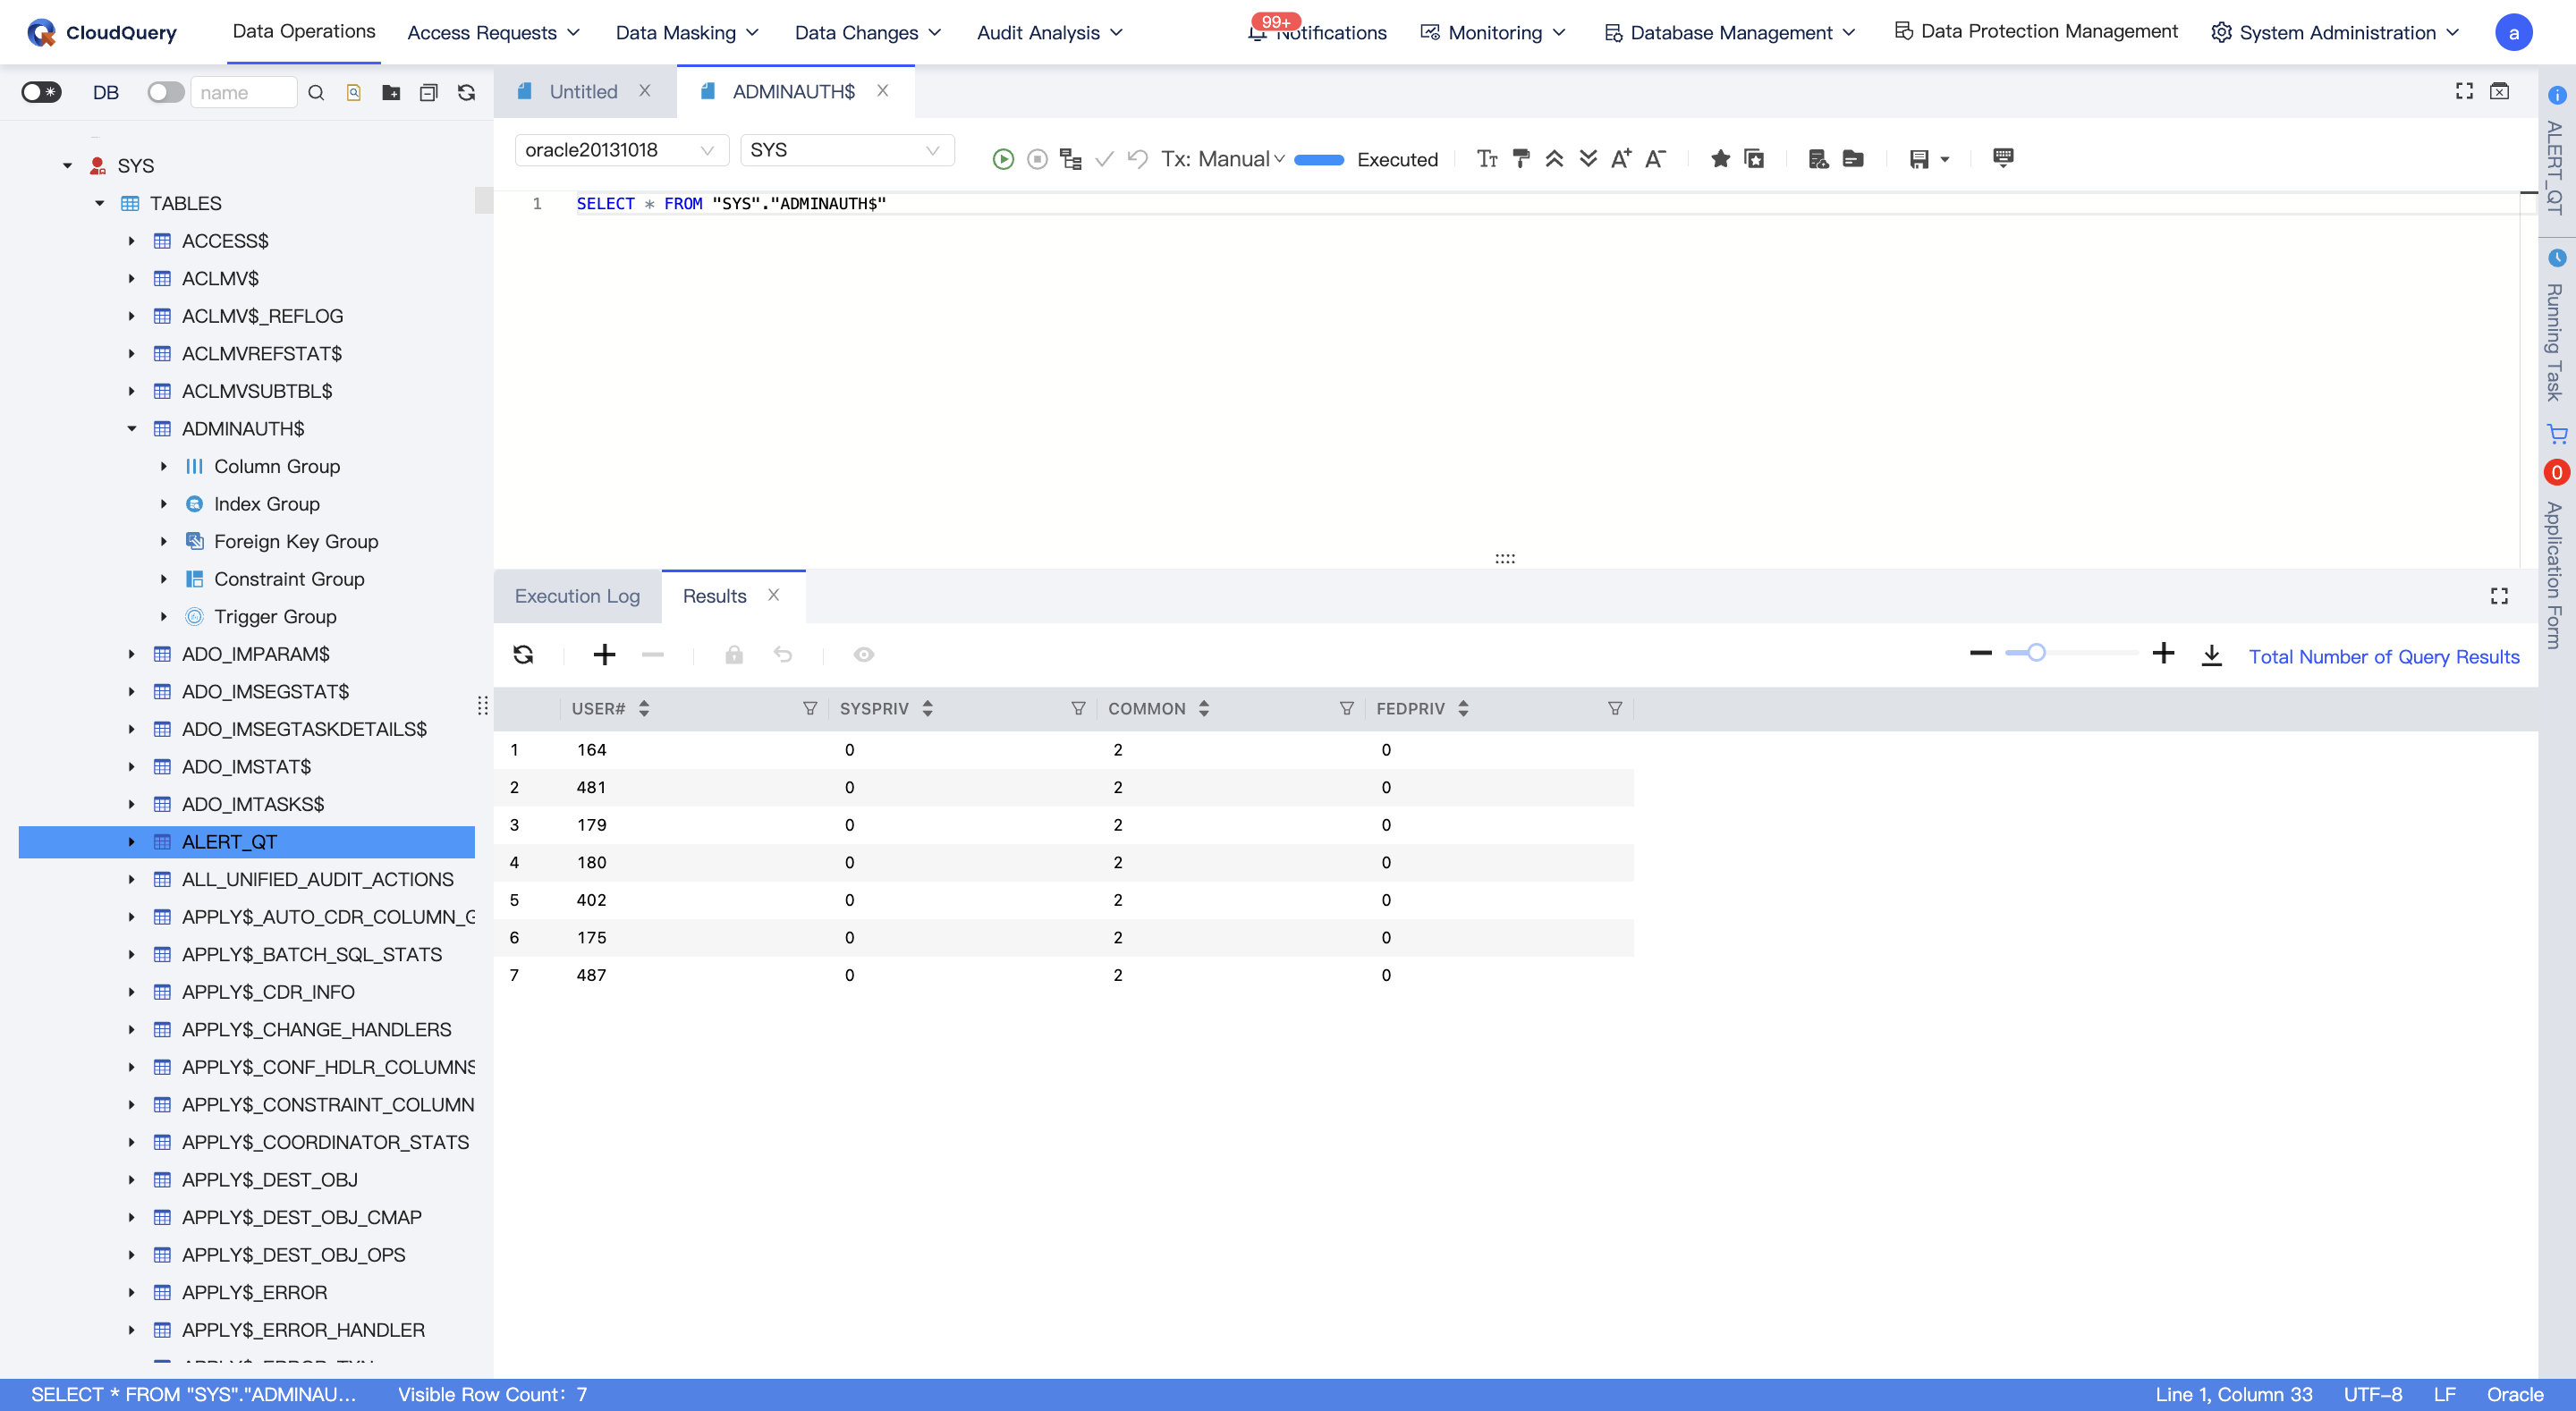 CloudQuery
Data Operations
Access Requests
Data Masking
Data Changes
Audit Analysis
99+
Notifications
Monitoring
Database Management
Data Protection Management
System Administration
a
DB
name
Untitled
ADMINAUTH$
SYS
TABLES
ACCESS$
ACLMV$
ACLMV$_REFLOG
ACLMVREFSTAT$
ACLMVSUBTBL$
ADMINAUTH$
Column Group
Index Group
Foreign Key Group
Constraint Group
Trigger Group
ADO_IMPARAM$
ADO_IMSEGSTAT$
ADO_IMSEGTASKDETAILS$
ADO_IMSTAT$
ADO_IMTASKS$
ALERT_QT
ALL_UNIFIED_AUDIT_ACTIONS
APPLY$_AUTO_CDR_COLUMN_G
APPLY$_BATCH_SQL_STATS
APPLY$_CDR_INFO
APPLY$_CHANGE_HANDLERS
APPLY$_CONF_HDLR_COLUMNS
APPLY$_CONSTRAINT_COLUMN
APPLY$_COORDINATOR_STATS
APPLY$_DEST_OBJ
APPLY$_DEST_OBJ_CMAP
APPLY$_DEST_OBJ_OPS
APPLY$_ERROR
APPLY$_ERROR_HANDLER
oracle20131018
SYS
Tx: Manual
Executed
1 SELECT * FROM "SYS"."ADMINAUTH$"
Execution Log
Results
Total Number of Query Results
USER# SYSPRIV COMMON FEDPRIV
1 164 0 2 0
2 481 0 2 0
3 179 0 2 0
4 180 0 2 0
5 402 0 2 0
6 175 0 2 0
7 487 0 2 0
ALERT_QT
Running Task
0
Application Form
SELECT * FROM "SYS"."ADMINAU...
Visible Row Count: 7
Line 1, Column 33
UTF-8
LF
Oracle